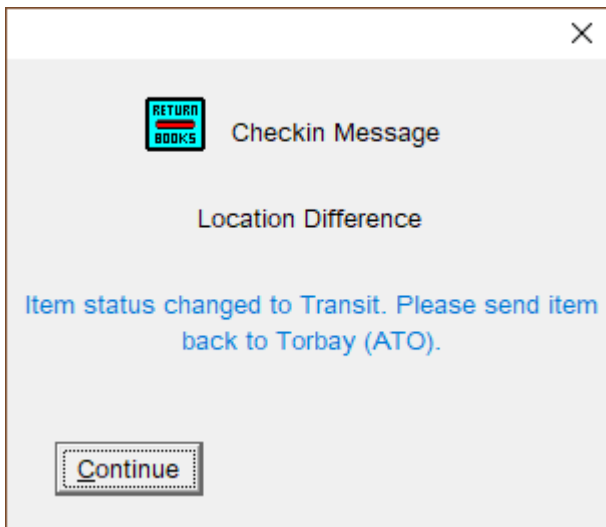 RETURN
BOOKS
Checkin Message
Location Difference
Item status changed to Transit. Please send item
back to Torbay (ATO).
Continue